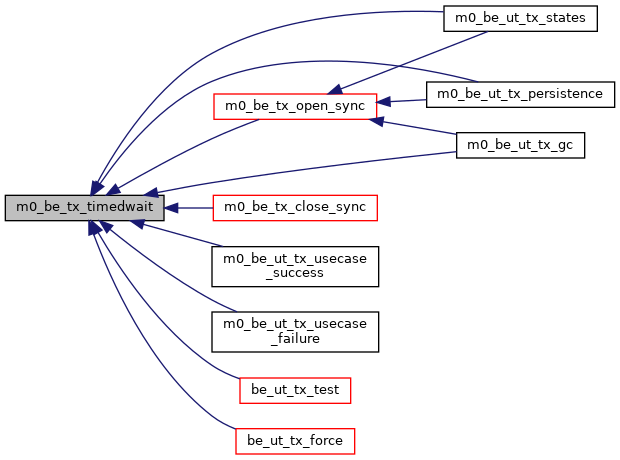 m0_be_ut_tx_states
m0_be_ut_tx_persistence
m0_be_tx_open_sync
m0_be_ut_tx_gc
m0_be_tx_timedwait
m0_be_tx_close_sync
m0_be_ut_tx_usecase
_success
m0_be_ut_tx_usecase
_failure
be_ut_tx_test
be_ut_tx_force